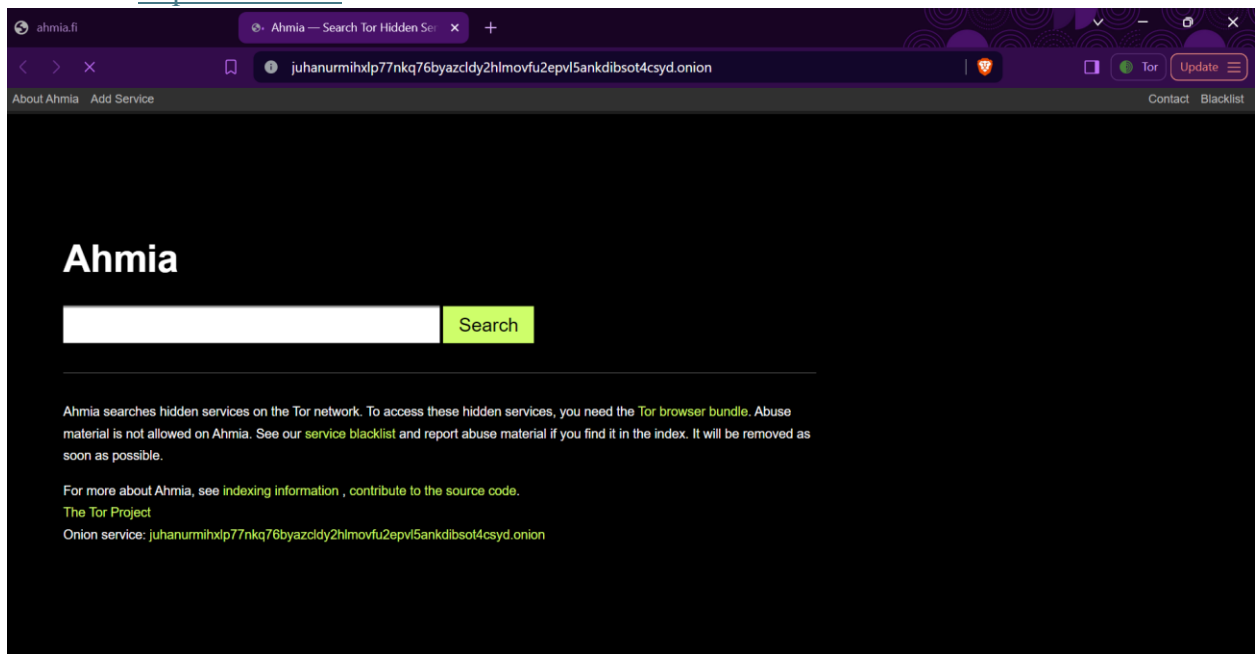 ahmia.fi
Ahmia — Search Tor Hidden Ser
juhanurmihxlp77nkq76byazcldy2hlmovfu2epvl5ankdibsot4csyd.onion
Tor
Update
About Ahmia Add Service
Contact Blacklist
Ahmia
Search
Ahmia searches hidden services on the Tor network. To access these hidden services, you need the Tor browser bundle. Abuse
material is not allowed on Ahmia. See our service blacklist and report abuse material if you find it in the index. It will be removed as
soon as possible.
For more about Ahmia, see indexing information , contribute to the source code.
The Tor Project
Onion service: juhanurmihxlp77nkq76byazcldy2hlmovfu2epvl5ankdibsot4csyd.onion